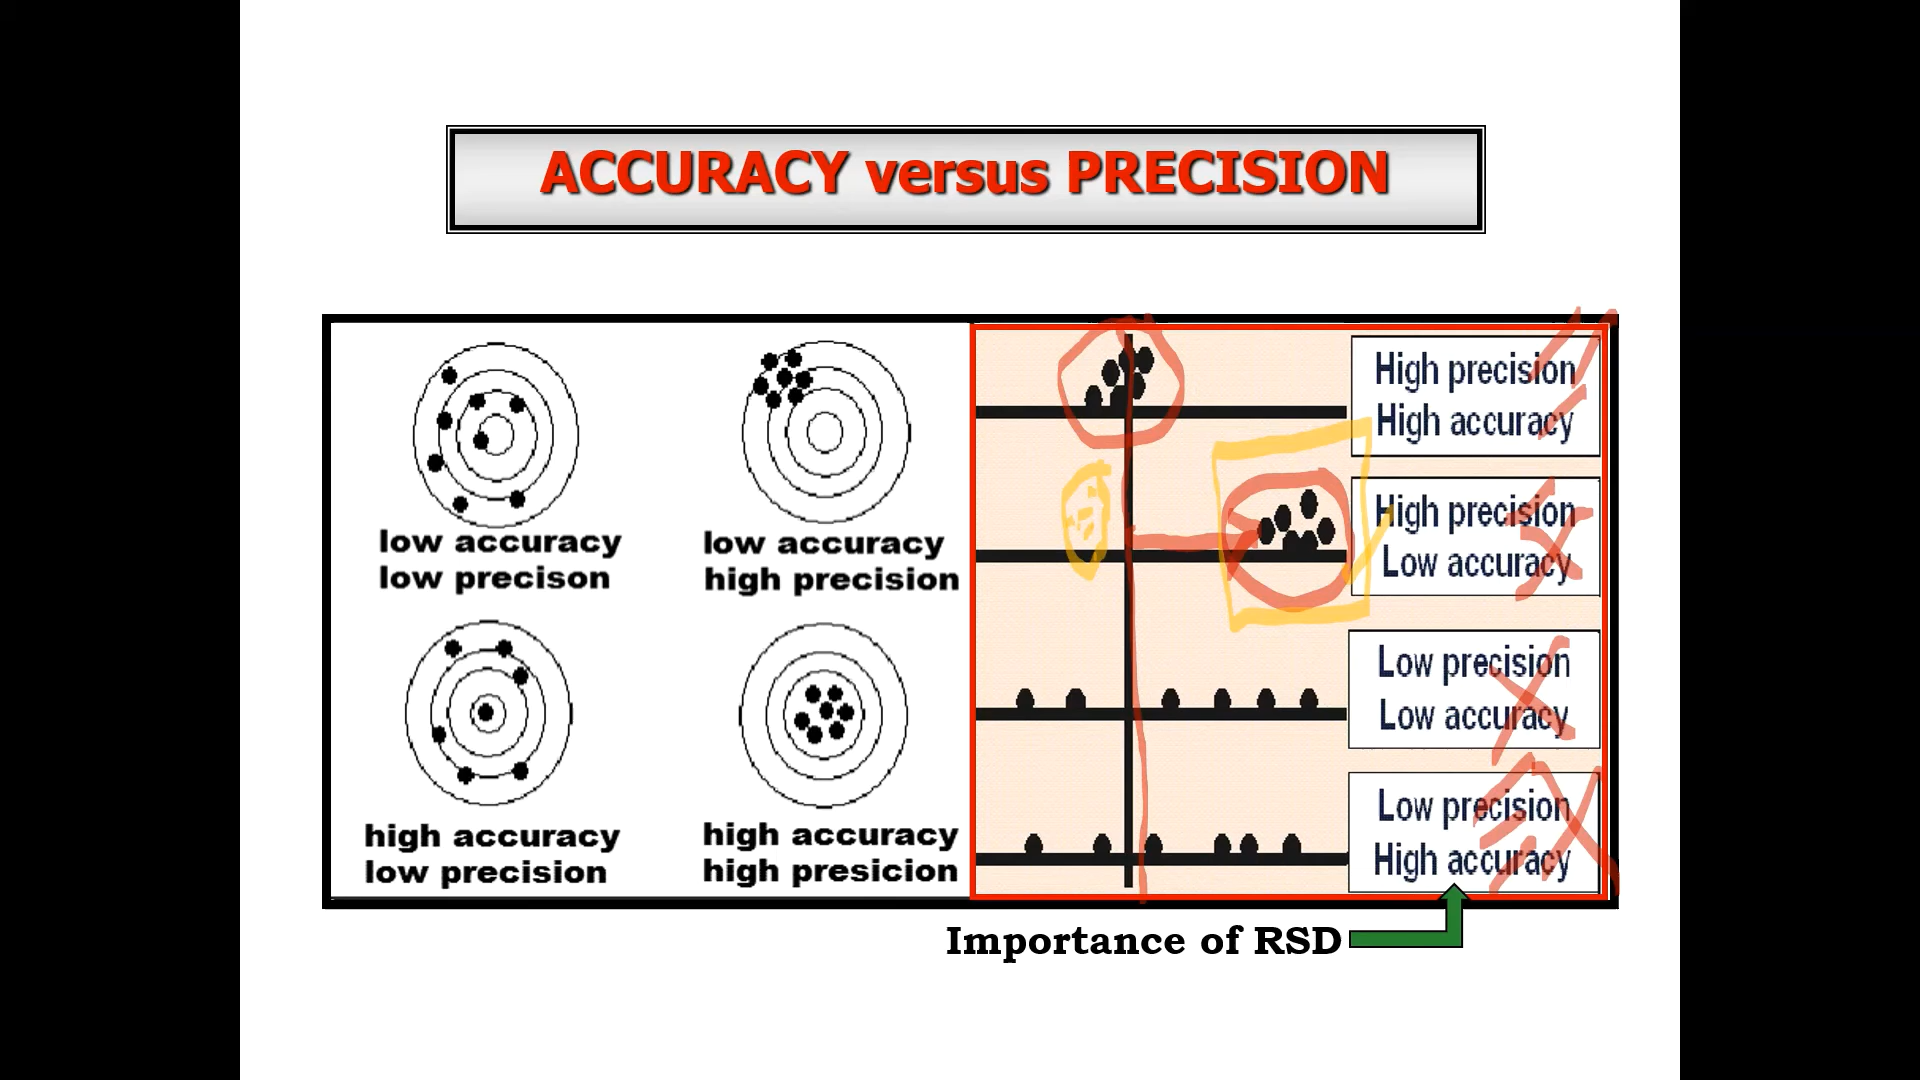 ACCURACY versus PRECISION
low accuracy
low precison
low accuracy
high precision
high accuracy
low precision
high accuracy
high presicion
High precision
High accuracy
High precision
Low accuracy
Low precision
Low accuracy
Low precision
High accuracy
Importance of RSD